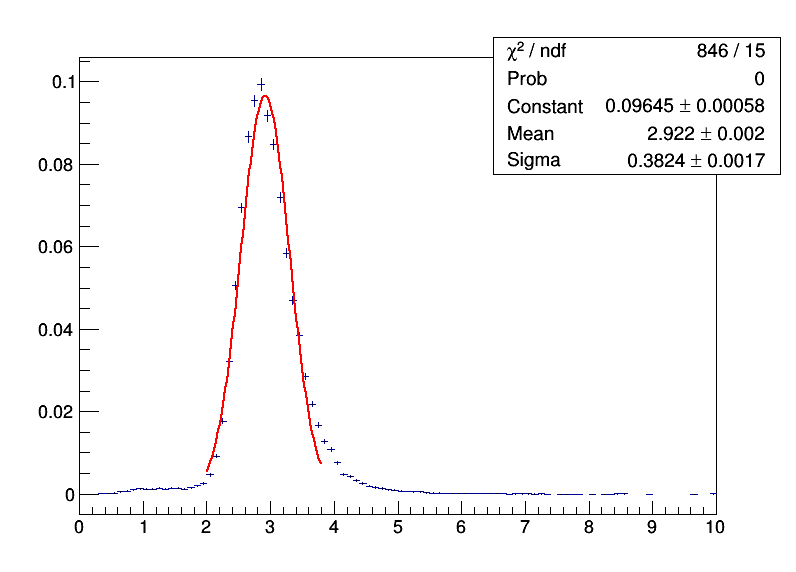 χ² / ndf 846 / 15
Prob 0
Constant 0.09645 ± 0.00058
Mean 2.922 ± 0.002
Sigma 0.3824 ± 0.0017
0.1
0.08
0.06
0.04
0.02
0
0 1 2 3 4 5 6 7 8 9 10